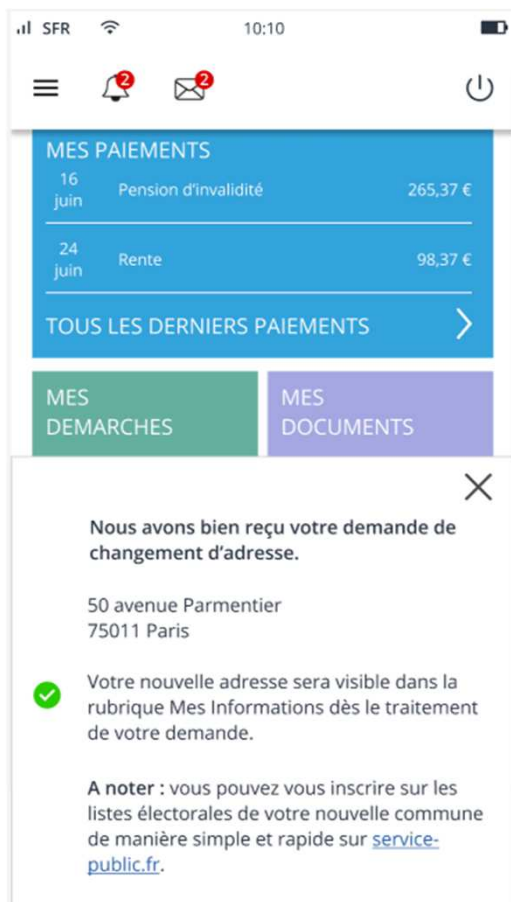 SFR 10:10
2 2
MES PAIEMENTS
16
juin Pension d'invalidité 265,37 €
24
juin Rente 98,37 €
TOUS LES DERNIERS PAIEMENTS
MES
DEMARCHES
MES
DOCUMENTS
Nous avons bien reçu votre demande de
changement d'adresse.
50 avenue Parmentier
75011 Paris
Votre nouvelle adresse sera visible dans la
rubrique Mes Informations dès le traitement
de votre demande.
A noter : vous pouvez vous inscrire sur les
listes électorales de votre nouvelle commune
de manière simple et rapide sur service-
public.fr.